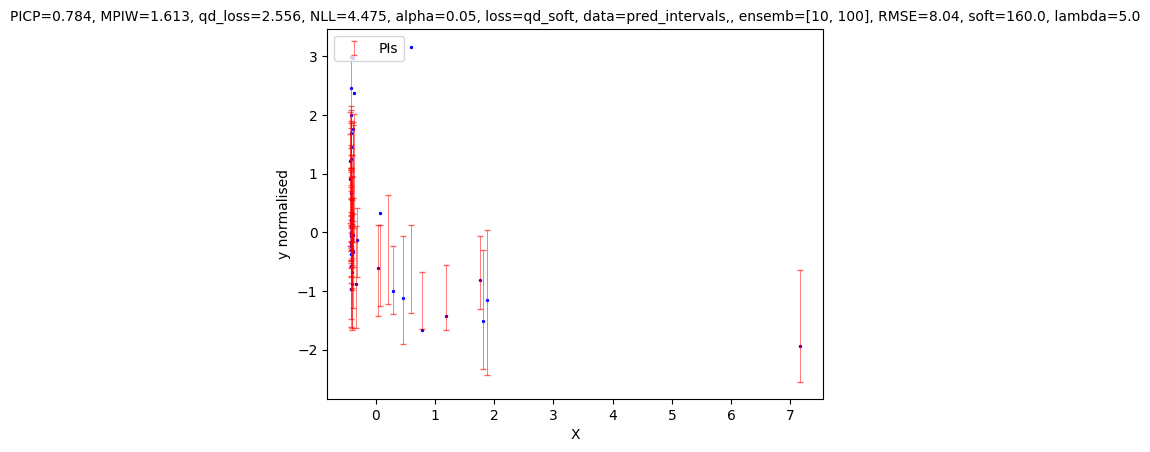 PICP=0.784, MPIW=1.613, qd_loss=2.556, NLL=4.475, alpha=0.05, loss=qd_soft, data=pred_intervals,, ensemb=[10, 100], RMSE=8.04, soft=160.0, lambda=5.0
PIs
3
2
1
0
−1
−2
y normalised
0 1 2 3 4 5 6 7
X